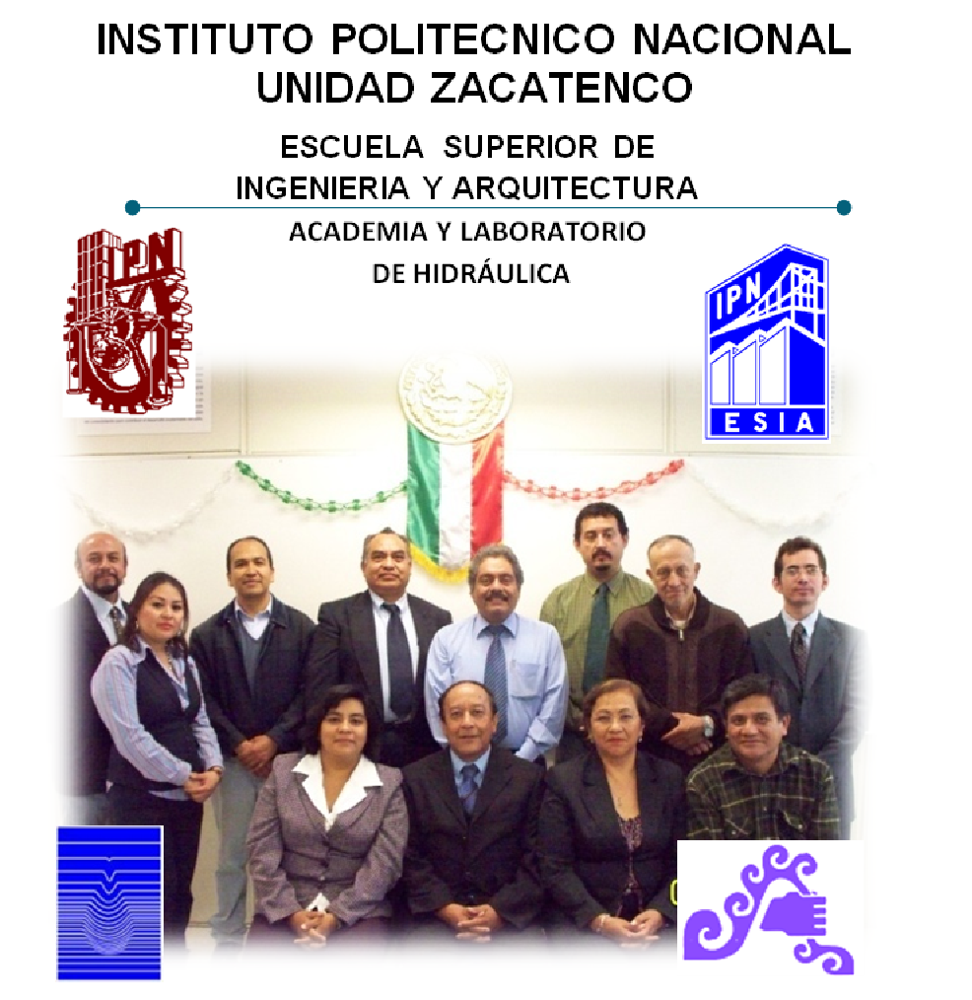 INSTITUTO POLITECNICO NACIONAL
UNIDAD ZACATENCO
ESCUELA SUPERIOR DE
INGENIERIA Y ARQUITECTURA
ACADEMIA Y LABORATORIO
DE HIDRÁULICA
IPN
IPN
ESIA